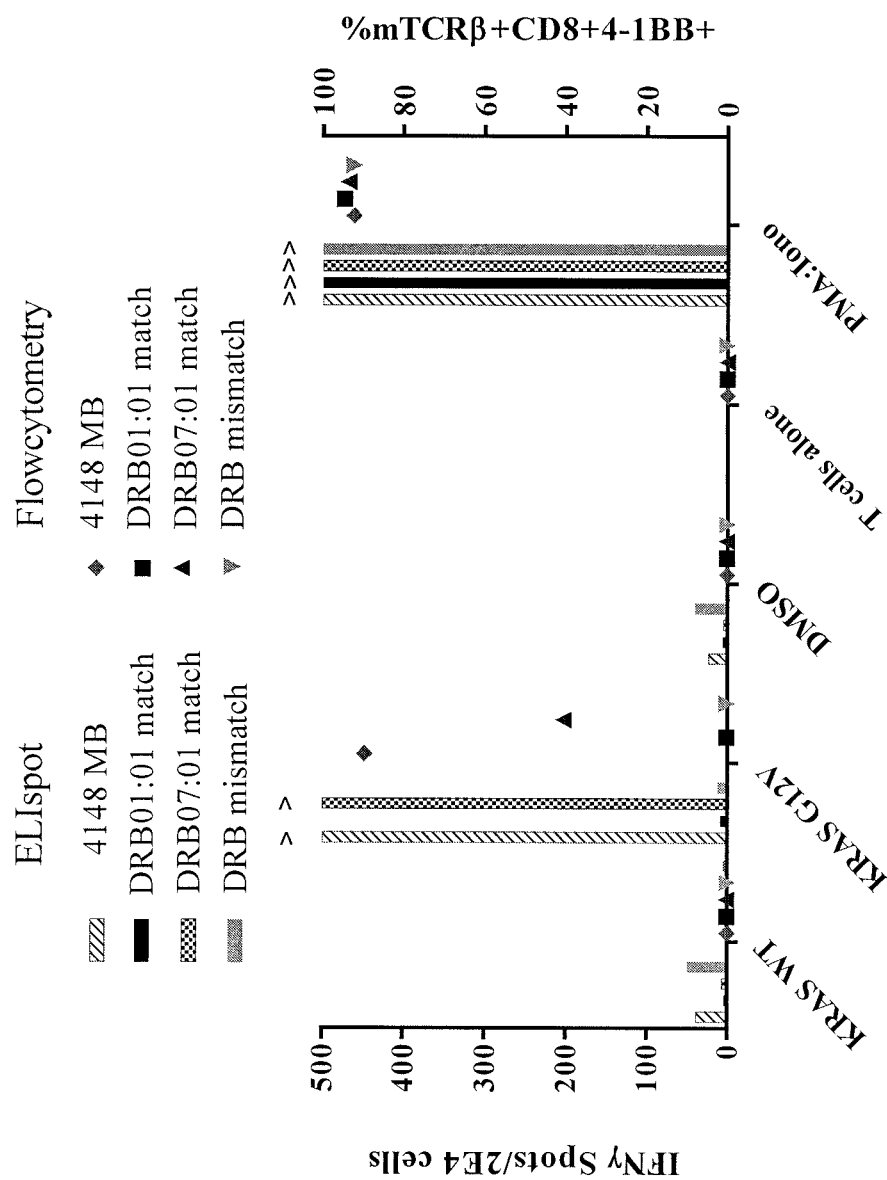 ELIspot
4148 MB
DRB01:01 match
DRB07:01 match
DRB mismatch
Flowcytometry
4148 MB
DRB01:01 match
DRB07:01 match
DRB mismatch
IFNγ Spots/2E4 cells
500
400
300
200
100
0
%mTCRβ+CD8+4-1BB+
100
80
60
40
20
0
> > > > > >
KRAS WT
KRAS G12V
DMSO
T cells alone
PMA:Iono